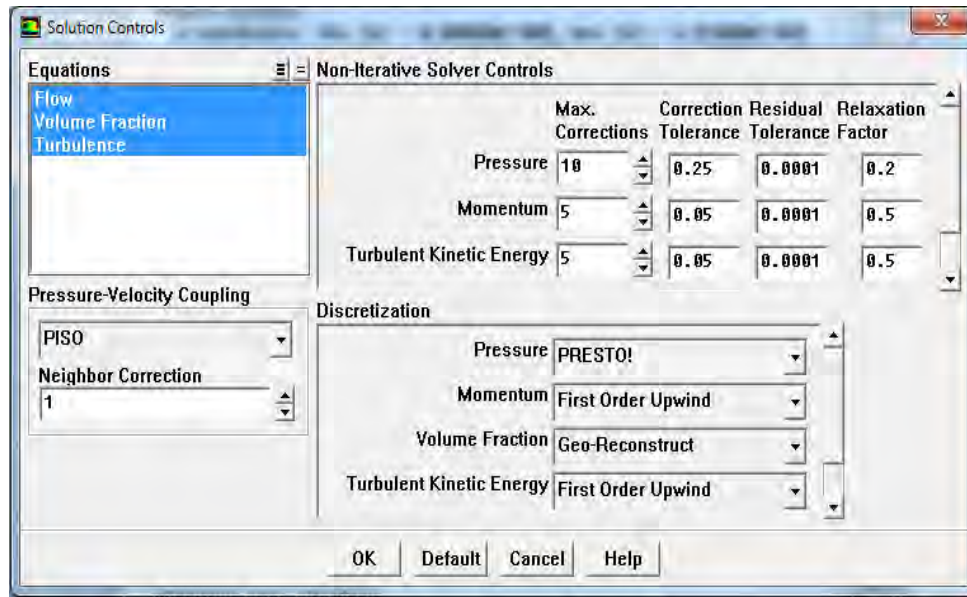 Solution Controls
Equations
Flow
Volume Fraction
Turbulence
Pressure-Velocity Coupling
PISO
Neighbor Correction
1
Non-Iterative Solver Controls
Max. Correction Residual Relaxation
Corrections Tolerance Tolerance Factor
Pressure 10 0.25 0.0001 0.2
Momentum 5 0.05 0.0001 0.5
Turbulent Kinetic Energy 5 0.05 0.0001 0.5
Discretization
Pressure PRESTO!
Momentum First Order Upwind
Volume Fraction Geo-Reconstruct
Turbulent Kinetic Energy First Order Upwind
OK Default Cancel Help